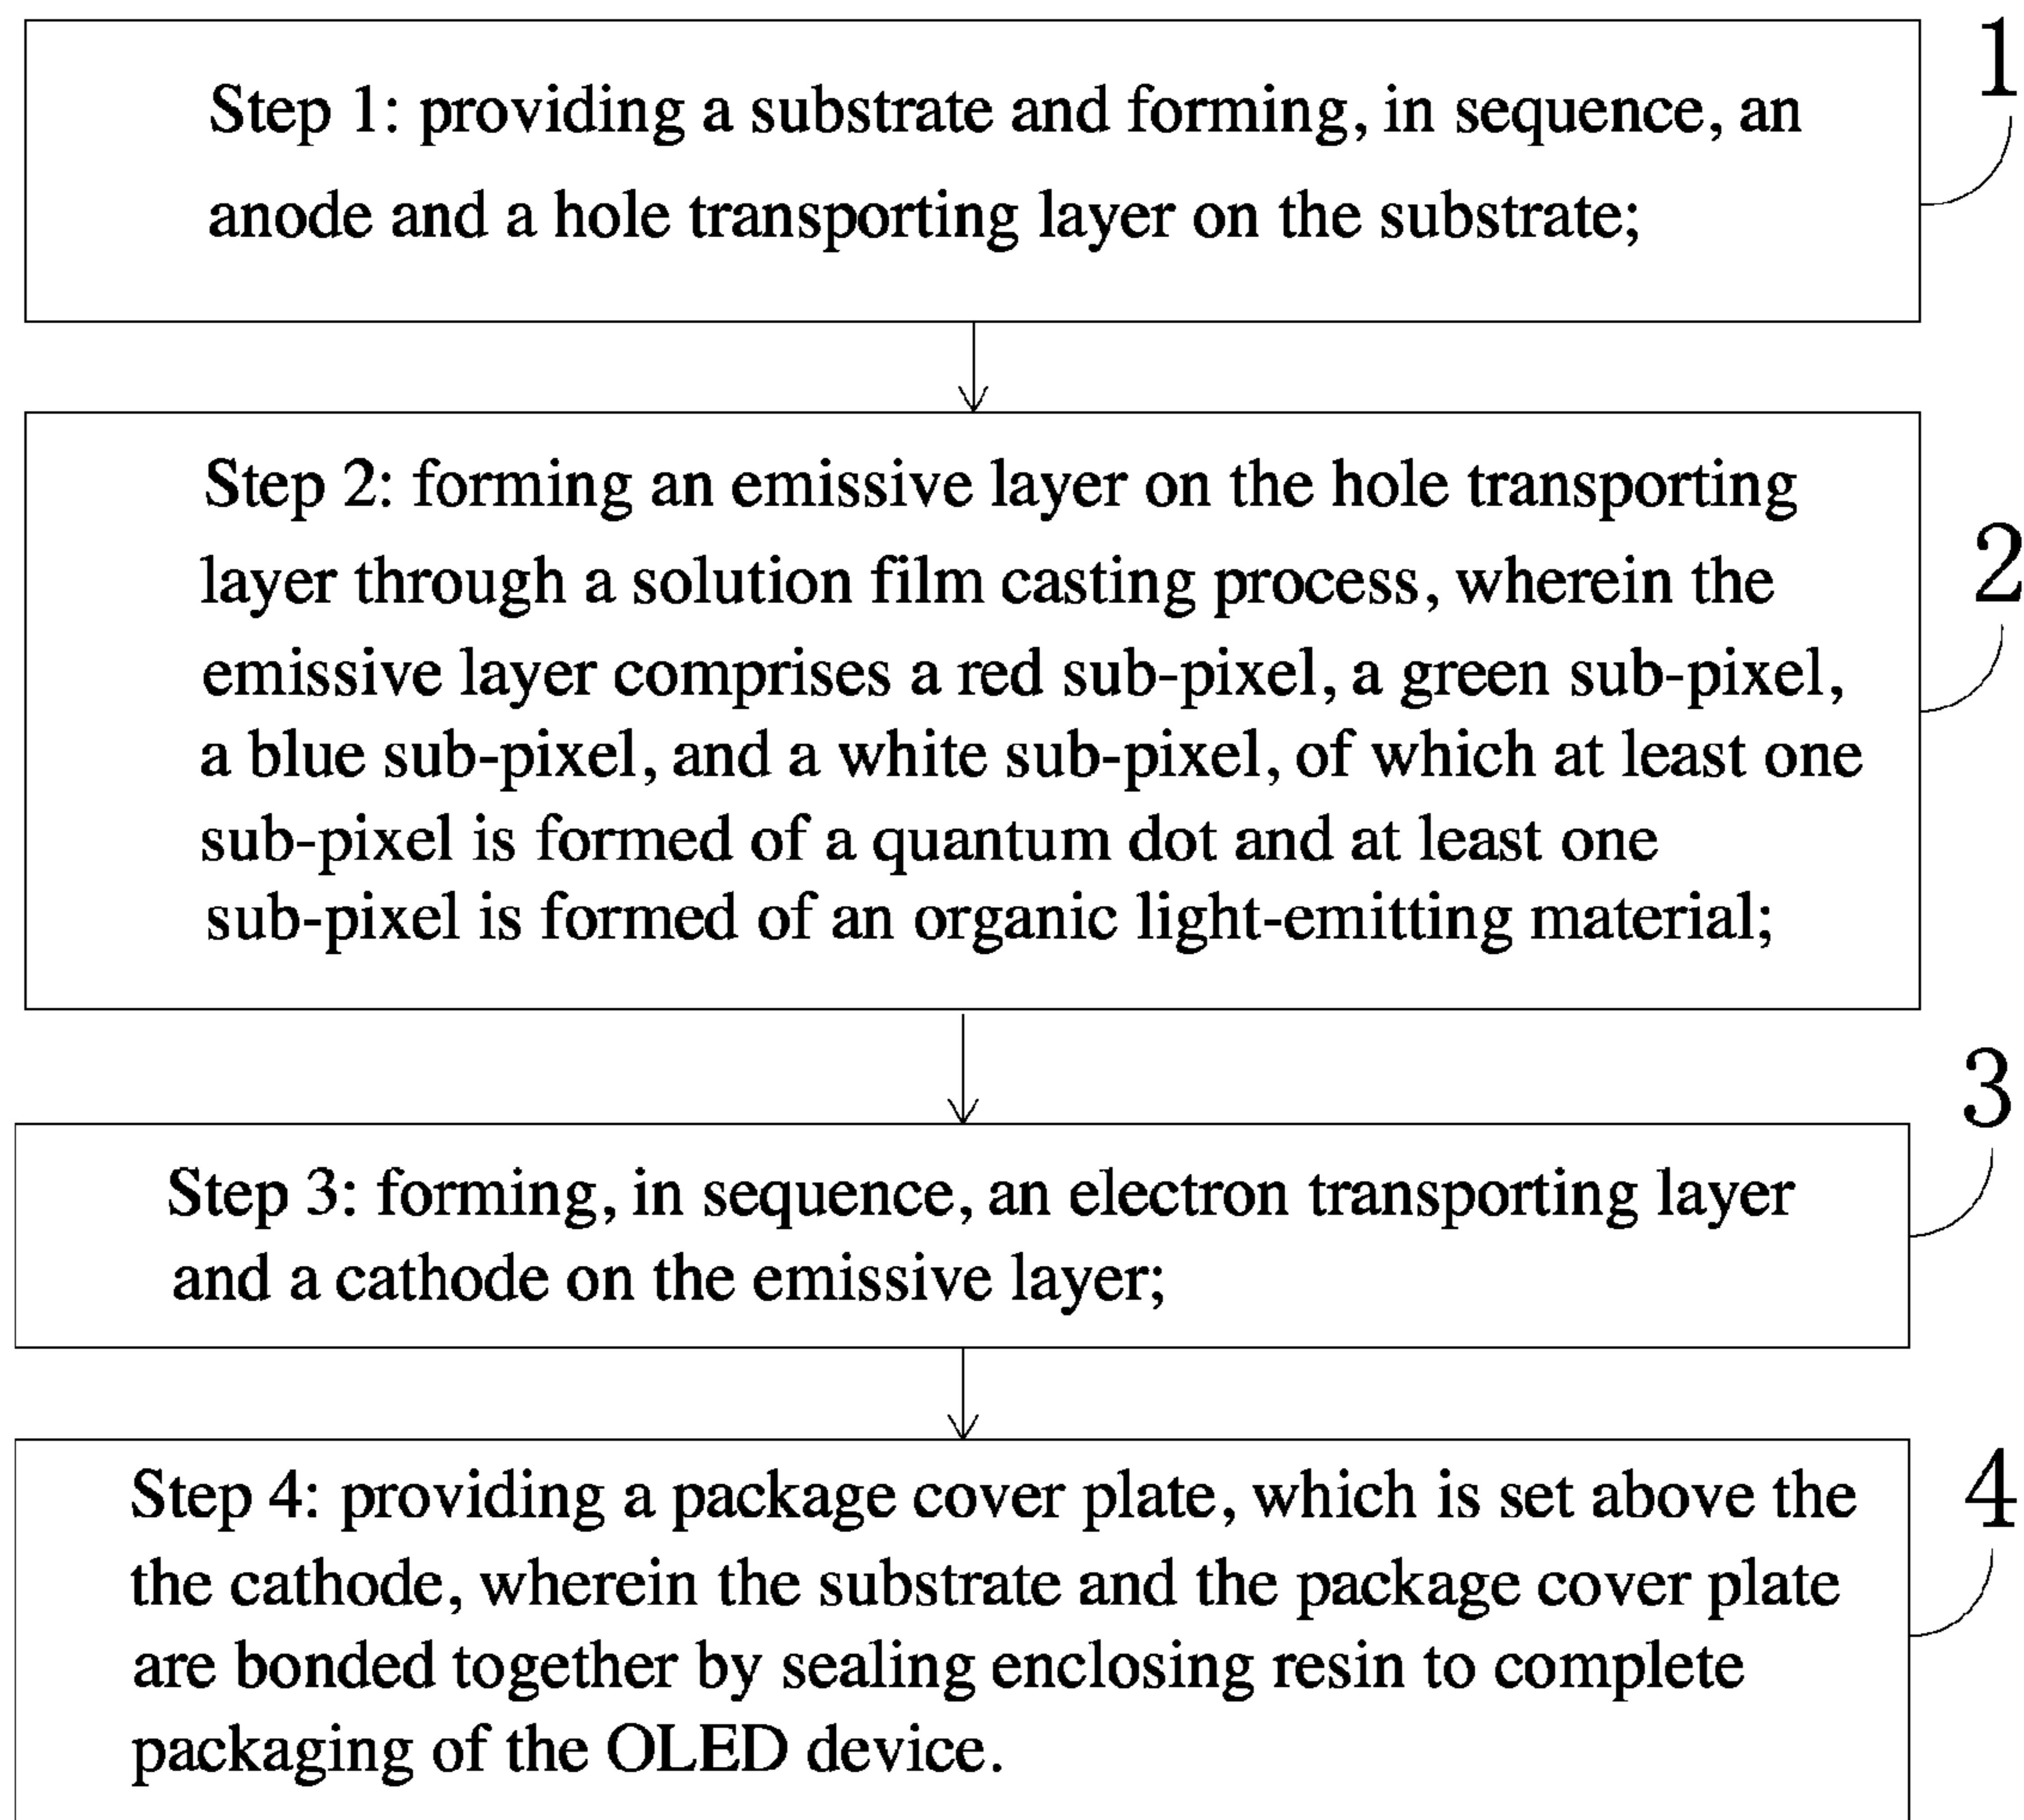 1
Step 1: providing a substrate and forming, in sequence, an
anode and a hole transporting layer on the substrate;
2
Step 2: forming an emissive layer on the hole transporting
layer through a solution film casting process, wherein the
emissive layer comprises a red sub-pixel, a green sub-pixel,
a blue sub-pixel, and a white sub-pixel, of which at least one
sub-pixel is formed of a quantum dot and at least one
sub-pixel is formed of an organic light-emitting material;
3
Step 3: forming, in sequence, an electron transporting layer
and a cathode on the emissive layer;
4
Step 4: providing a package cover plate, which is set above the
the cathode, wherein the substrate and the package cover plate
are bonded together by sealing enclosing resin to complete
packaging of the OLED device.